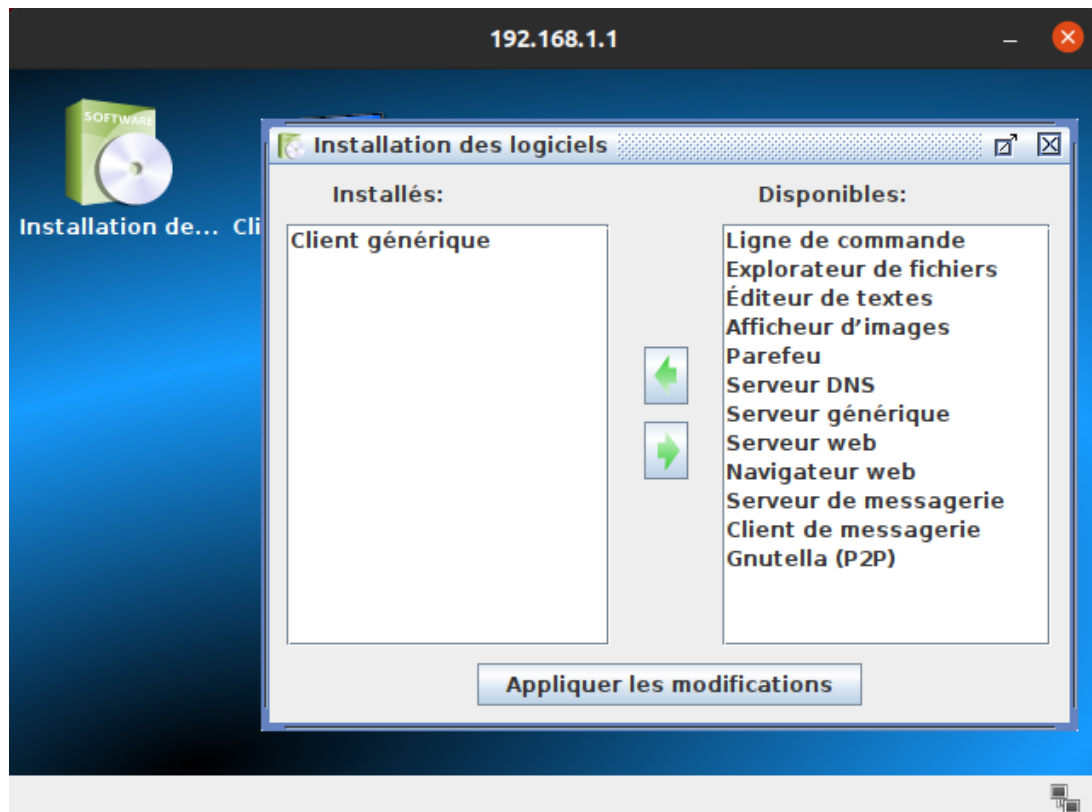 192.168.1.1
SOFTWARE
Installation de... Cli
Installation des logiciels
Installés:
Client générique
Disponibles:
Ligne de commande
Explorateur de fichiers
Éditeur de textes
Afficheur d’images
Parefeu
Serveur DNS
Serveur générique
Serveur web
Navigateur web
Serveur de messagerie
Client de messagerie
Gnutella (P2P)
Appliquer les modifications